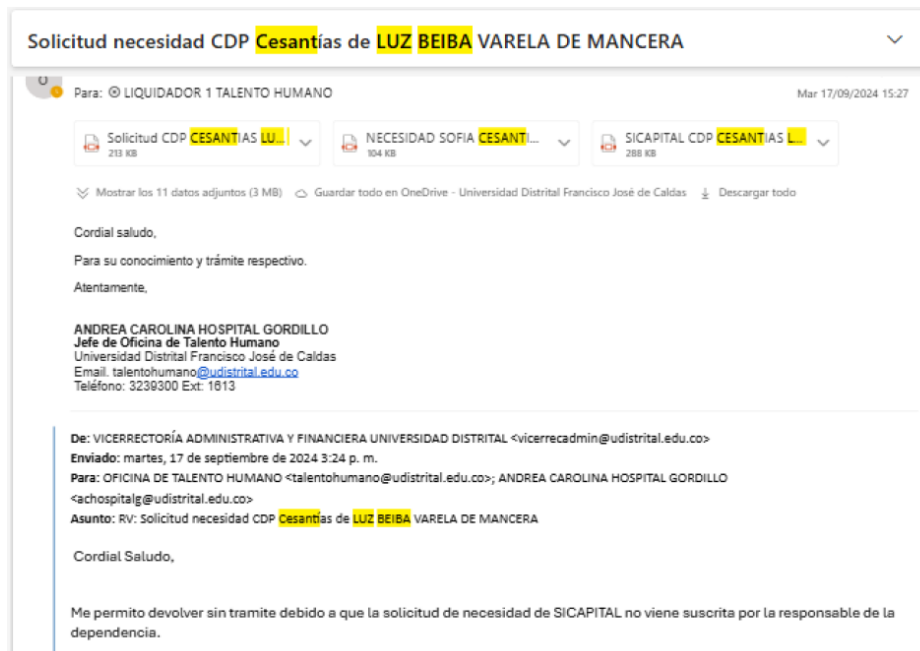 Solicitud necesidad CDP Cesantías de LUZ BEIBA VARELA DE MANCERA
Para: LIQUIDADOR 1 TALENTO HUMANO
Mar 17/09/2024 15:27
Solicitud CDP CESANTIAS LU...
213 KB
NECESIDAD SOFIA CESANTI...
104 KB
SICAPITAL CDP CESANTIAS L...
288 KB
Mostrar los 11 datos adjuntos (3 MB) Guardar todo en OneDrive - Universidad Distrital Francisco José de Caldas Descargar todo
Cordial saludo,
Para su conocimiento y trámite respectivo.
Atentamente,
ANDREA CAROLINA HOSPITAL GORDILLO
Jefe de Oficina de Talento Humano
Universidad Distrital Francisco José de Caldas
Email. talentohumano@udistrital.edu.co
Teléfono: 3239300 Ext: 1613
De: VICERRECTORÍA ADMINISTRATIVA Y FINANCIERA UNIVERSIDAD DISTRITAL <vicerrecadmin@udistrital.edu.co>
Enviado: martes, 17 de septiembre de 2024 3:24 p. m.
Para: OFICINA DE TALENTO HUMANO <talentohumano@udistrital.edu.co>; ANDREA CAROLINA HOSPITAL GORDILLO
<achospitalg@udistrital.edu.co>
Asunto: RV: Solicitud necesidad CDP Cesantías de LUZ BEIBA VARELA DE MANCERA
Cordial Saludo,
Me permito devolver sin tramite debido a que la solicitud de necesidad de SICAPITAL no viene suscrita por la responsable de la
dependencia.